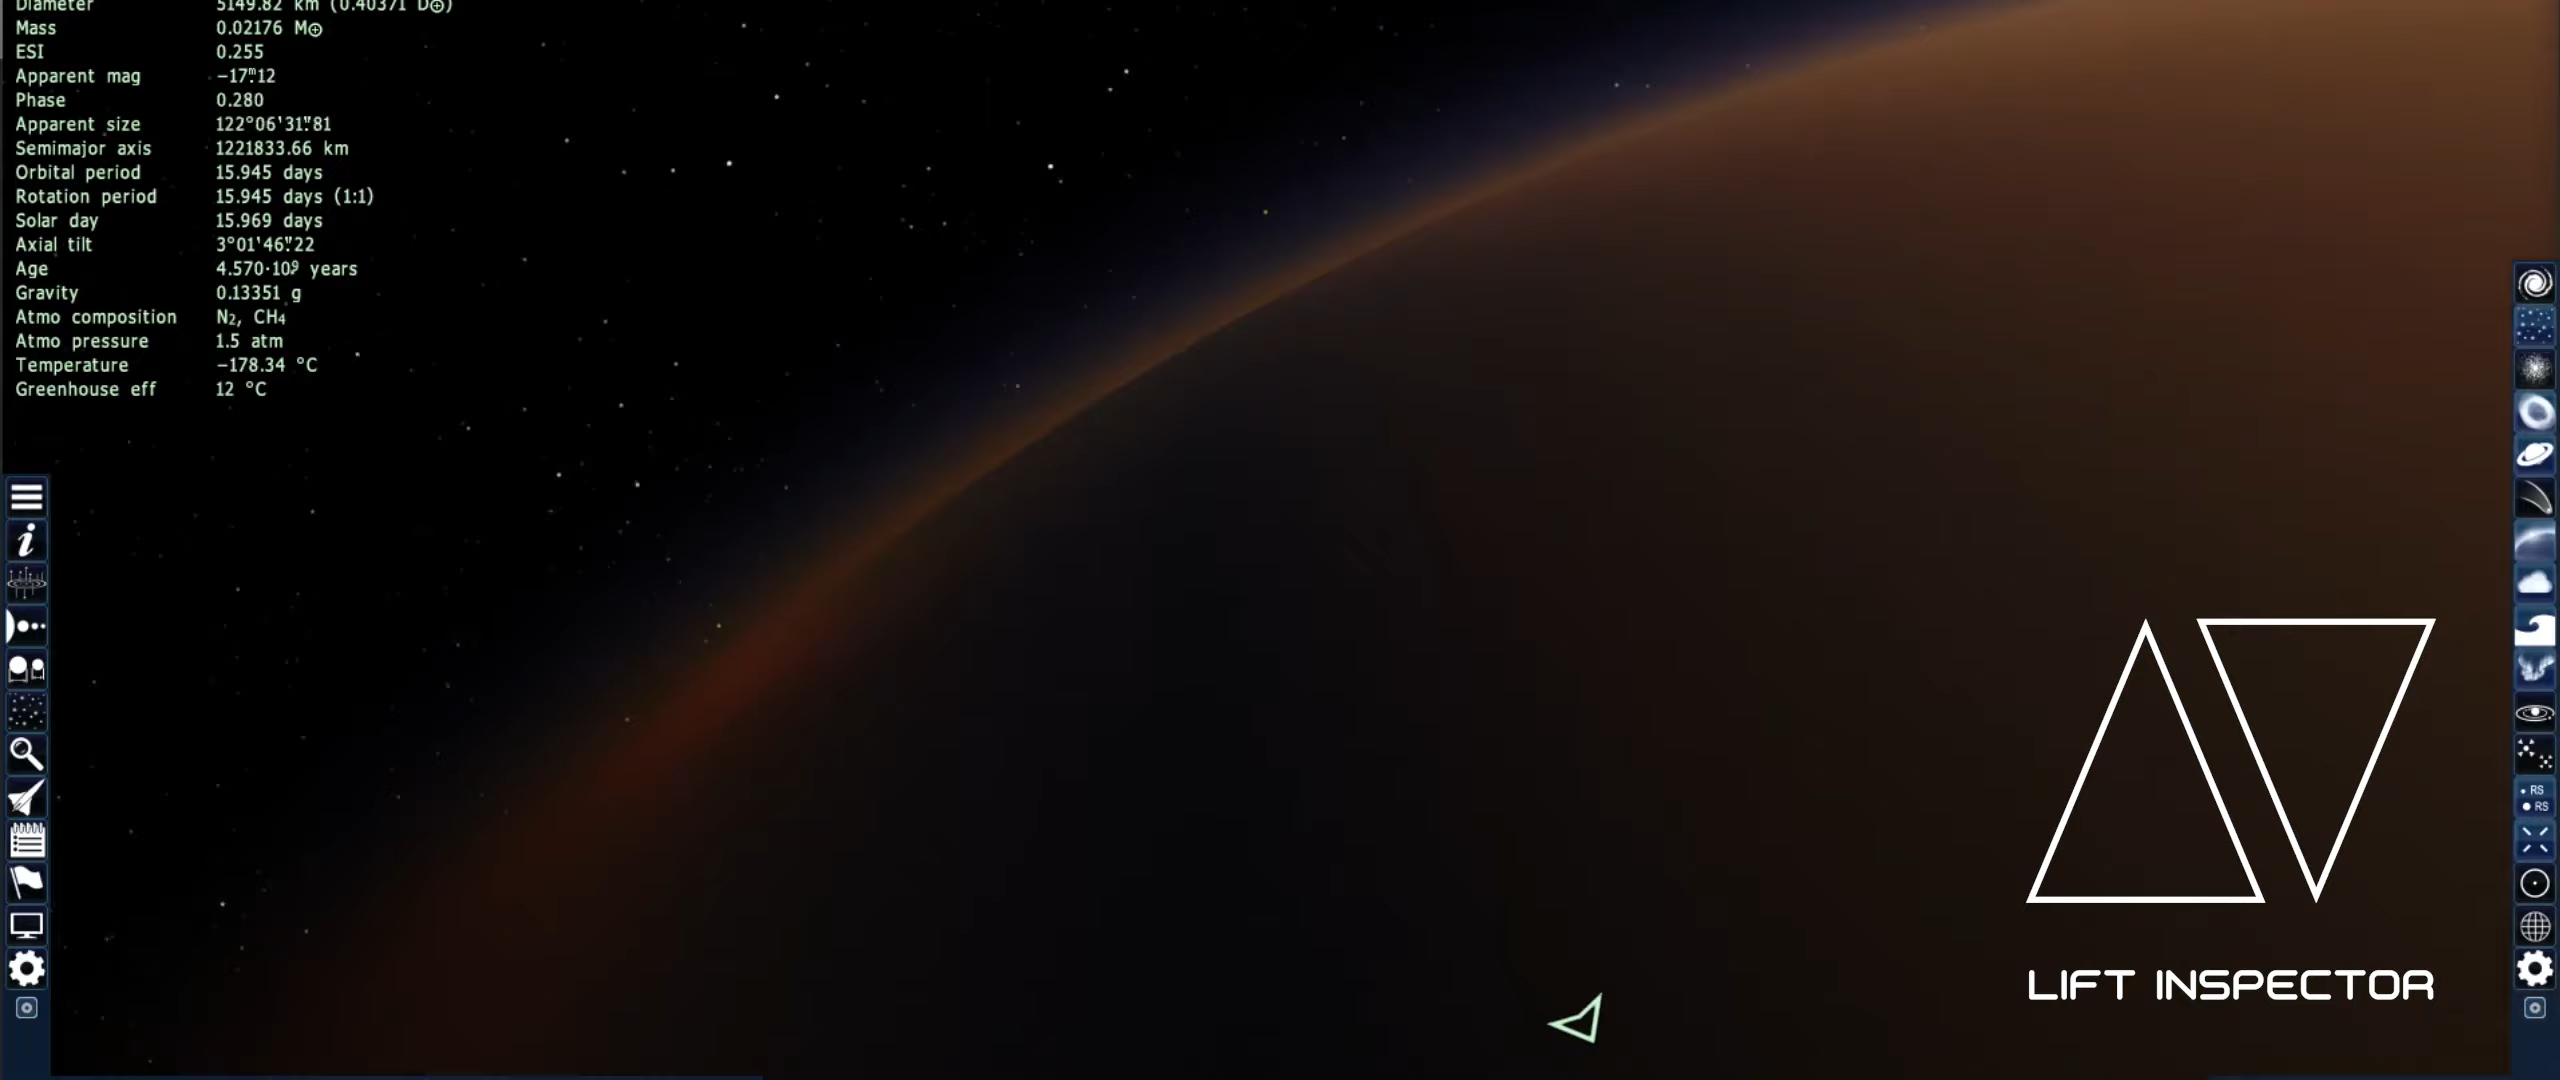 Diameter 5149.82 km (0.40371 D⊕)
Mass 0.02176 M⊕
ESI 0.255
Apparent mag −17ᵐ12
Phase 0.280
Apparent size 122°06'31"81
Semimajor axis 1221833.66 km
Orbital period 15.945 days
Rotation period 15.945 days (1:1)
Solar day 15.969 days
Axial tilt 3°01'46"22
Age 4.570·10⁹ years
Gravity 0.13351 g
Atmo composition N₂, CH₄
Atmo pressure 1.5 atm
Temperature −178.34 °C
Greenhouse eff 12 °C
RS
RS
LIFT INSPECTOR